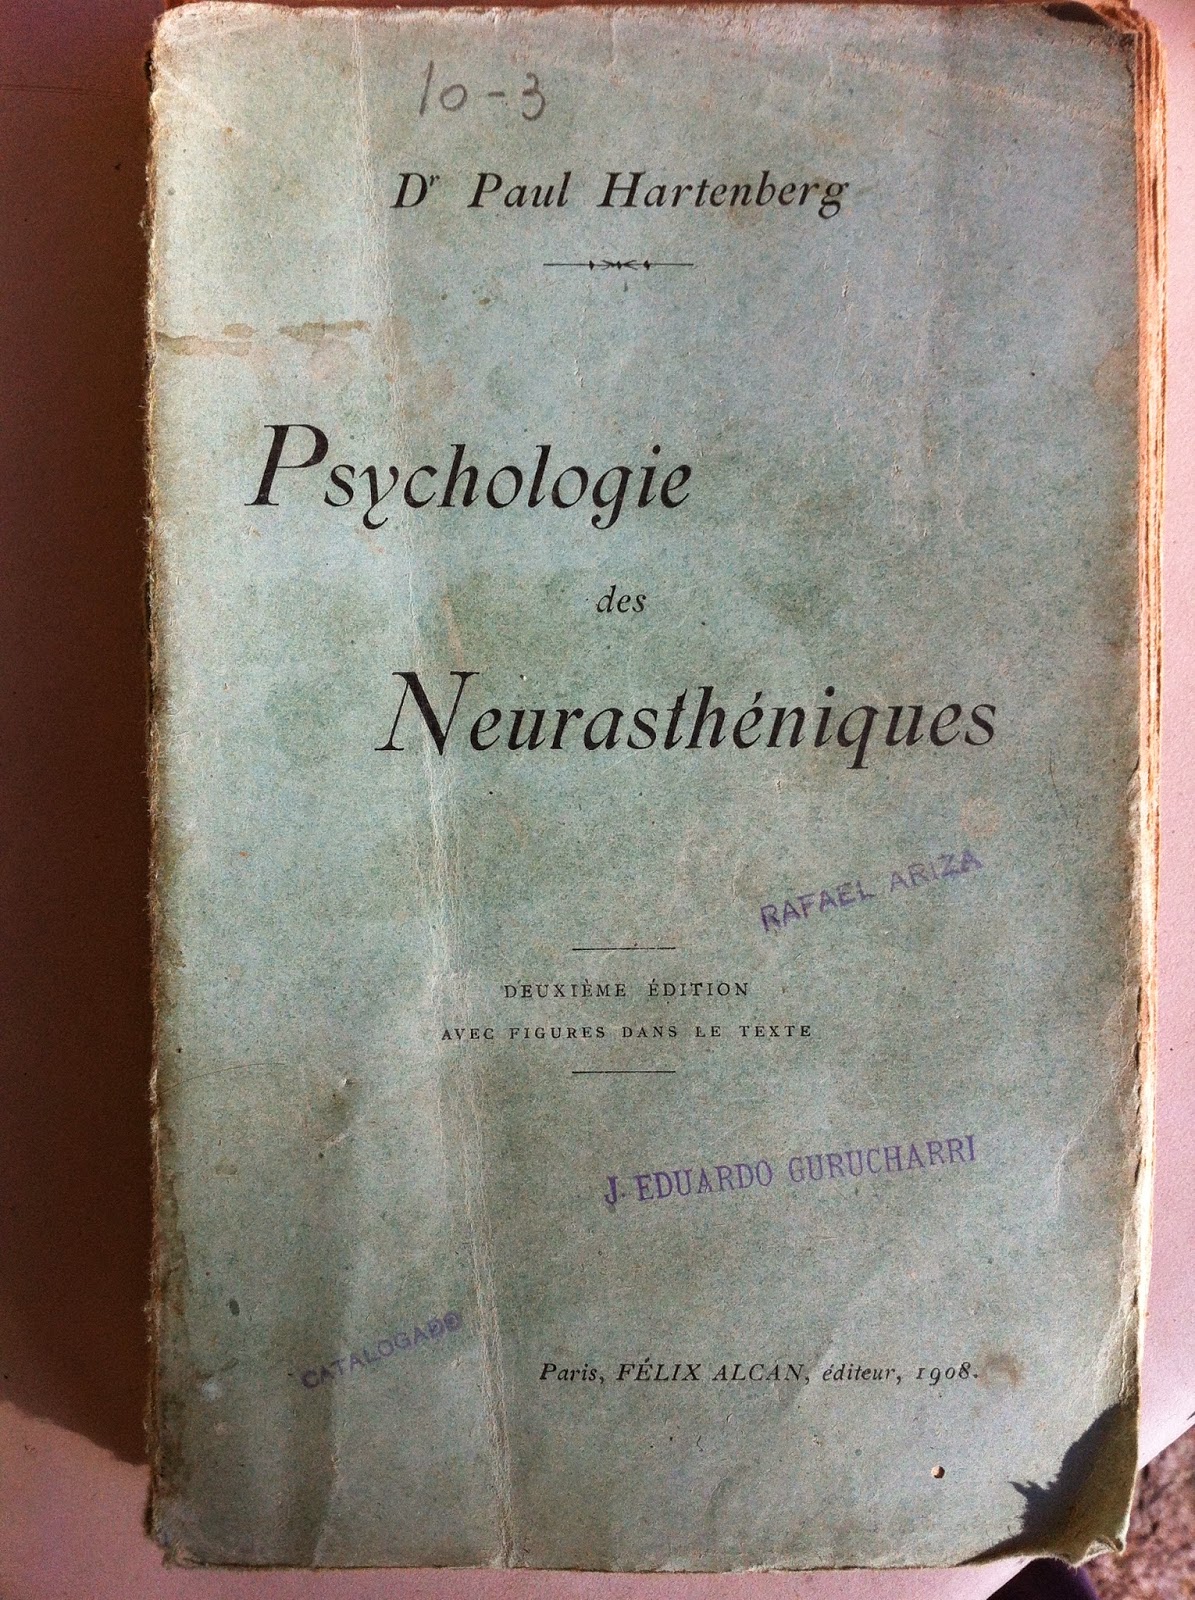 10-3
Dr Paul Hartenberg
Psychologie
des
Neurasthéniques
RAFAEL ARIZA
DEUXIÈME ÉDITION
AVEC FIGURES DANS LE TEXTE
J. EDUARDO GURUCHARRI
CATALOGADO
Paris, FÉLIX ALCAN, éditeur, 1908.